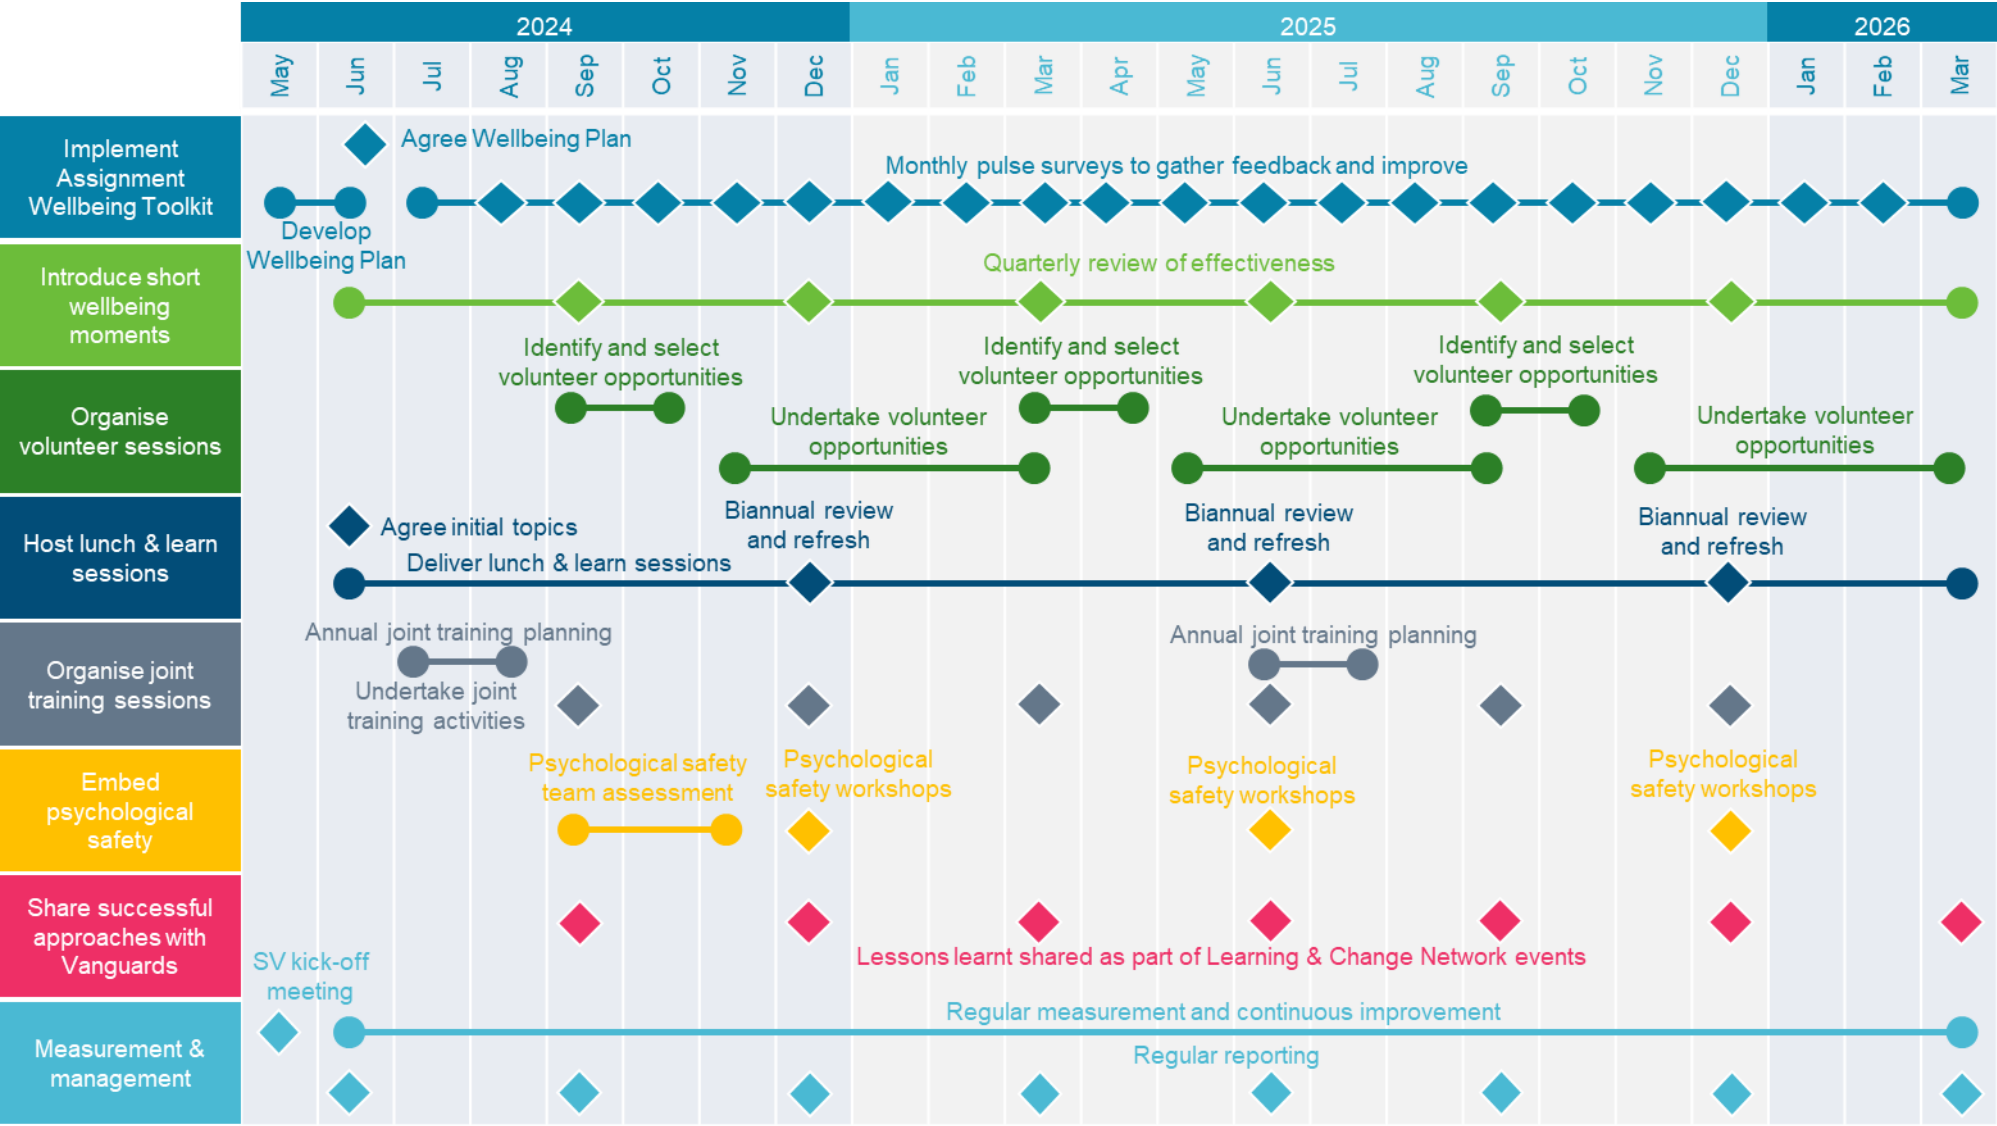 2024
2025
2026
May
Jun
Jul
Aug
Sep
Oct
Nov
Dec
Jan
Feb
Mar
Apr
May
Jun
Jul
Aug
Sep
Oct
Nov
Dec
Jan
Feb
Mar
Implement
Assignment
Wellbeing Toolkit
Agree Wellbeing Plan
Monthly pulse surveys to gather feedback and improve
Develop
Wellbeing Plan
Introduce short
wellbeing
moments
Quarterly review of effectiveness
Organise
volunteer sessions
Identify and select
volunteer opportunities
Identify and select
volunteer opportunities
Identify and select
volunteer opportunities
Undertake volunteer
opportunities
Undertake volunteer
opportunities
Undertake volunteer
opportunities
Host lunch & learn
sessions
Agree initial topics
Deliver lunch & learn sessions
Biannual review
and refresh
Biannual review
and refresh
Biannual review
and refresh
Organise joint
training sessions
Annual joint training planning
Annual joint training planning
Undertake joint
training activities
Embed
psychological
safety
Psychological safety
team assessment
Psychological
safety workshops
Psychological
safety workshops
Psychological
safety workshops
Share successful
approaches with
Vanguards
Lessons learnt shared as part of Learning & Change Network events
Measurement &
management
SV kick-off
meeting
Regular measurement and continuous improvement
Regular reporting